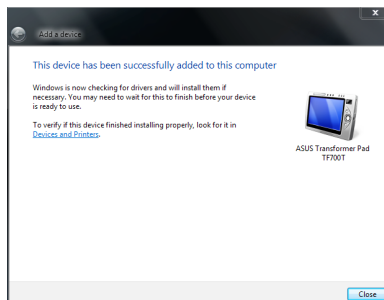 Add a device
This device has been successfully added to this computer
Windows is now checking for drivers and will install them if
necessary. You may need to wait for this to finish before your device
is ready to use.
To verify if this device finished installing properly, look for it in
Devices and Printers.
ASUS Transformer Pad
TF700T
Close